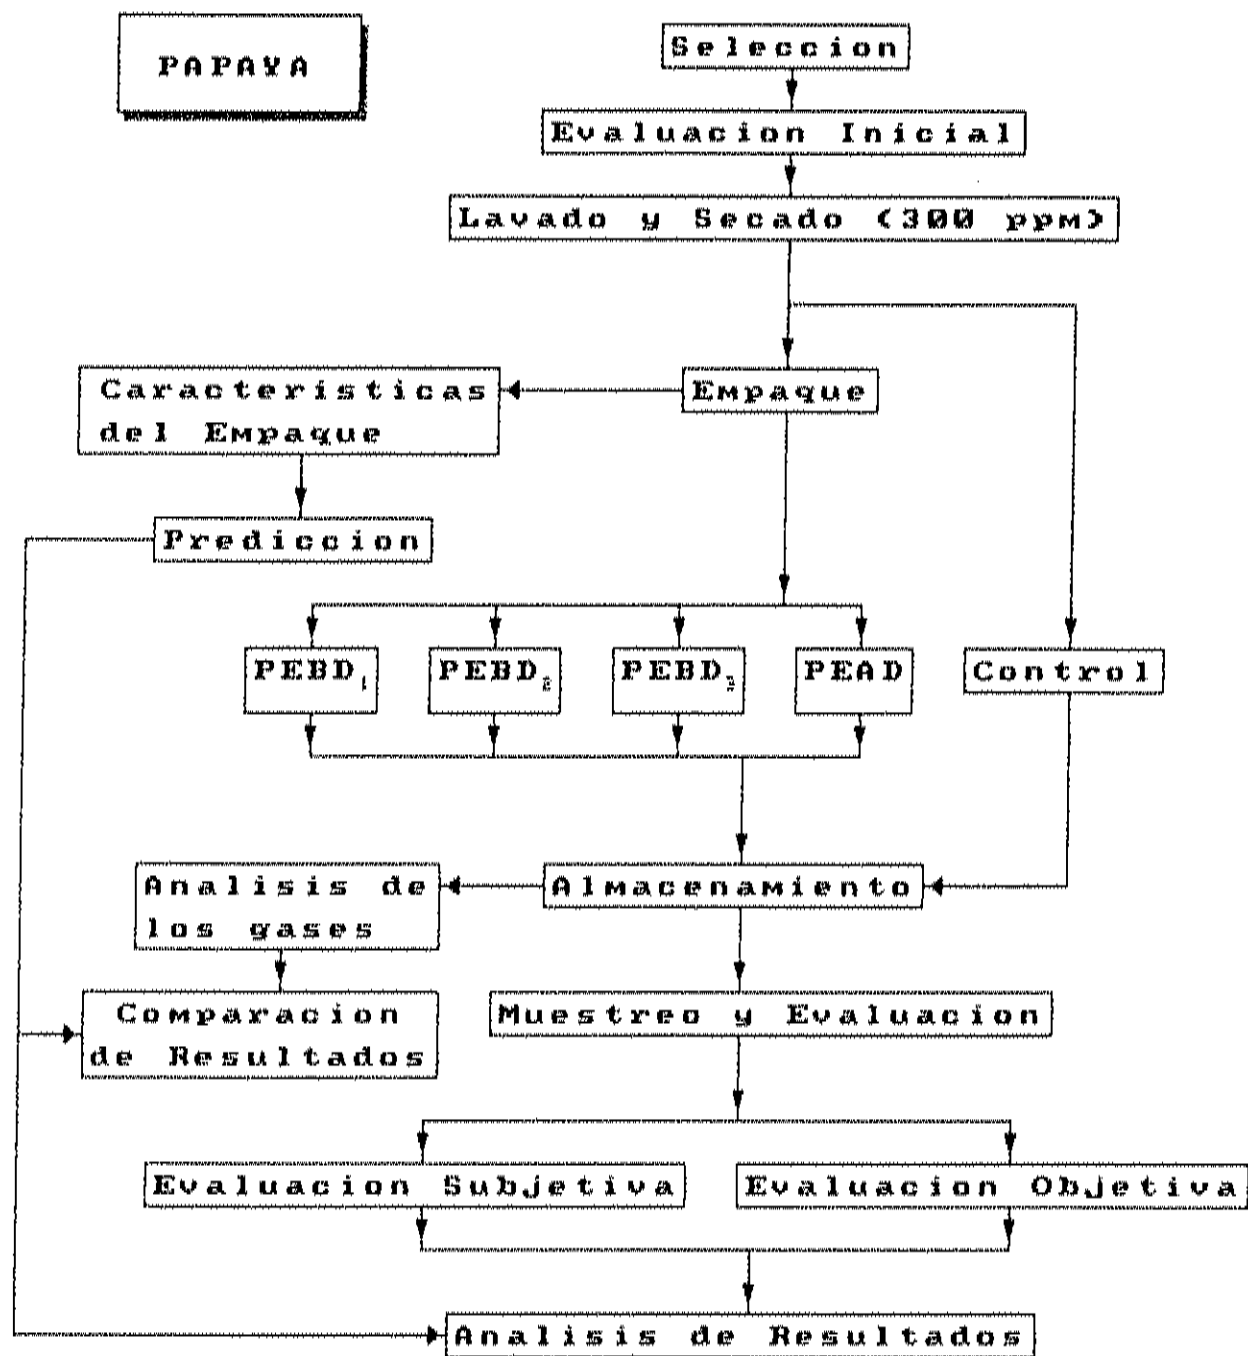 PAPAYA
Seleccion
Evaluacion Inicial
Lavado y Secado (300 ppm)
Empaque
Caracteristicas
del Empaque
Prediccion
PEBD1
PEBD2
PEBD3
PEAD
Control
Almacenamiento
Analisis de
los gases
Comparacion
de Resultados
Muestreo y Evaluacion
Evaluacion Subjetiva
Evaluacion Objetiva
Analisis de Resultados